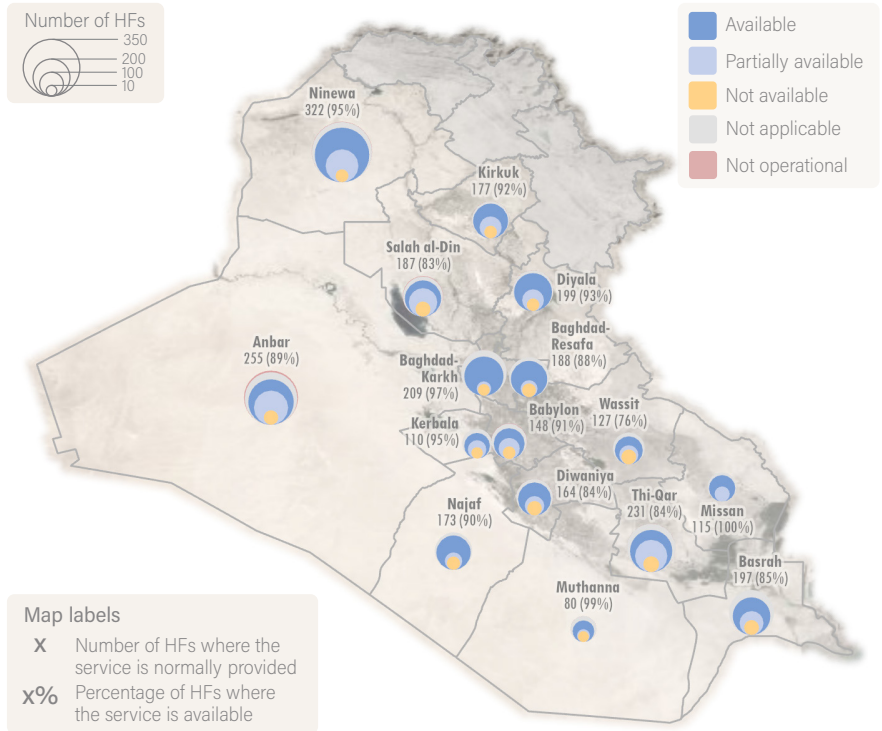 Number of HFs
350
200
100
10
Available
Partially available
Not available
Not applicable
Not operational
Ninewa
322 (95%)
Kirkuk
177 (92%)
Salah al-Din
187 (83%)
Diyala
199 (93%)
Baghdad-
Resafa
188 (88%)
Anbar
255 (89%)
Baghdad-
Karkh
209 (97%)
Babylon
148 (91%)
Wassit
127 (76%)
Kerbala
110 (95%)
Diwaniya
164 (84%)
Thi-Qar
231 (84%)
Missan
115 (100%)
Najaf
173 (90%)
Basrah
197 (85%)
Muthanna
80 (99%)
Map labels
x Number of HFs where the
service is normally provided
x% Percentage of HFs where
the service is available